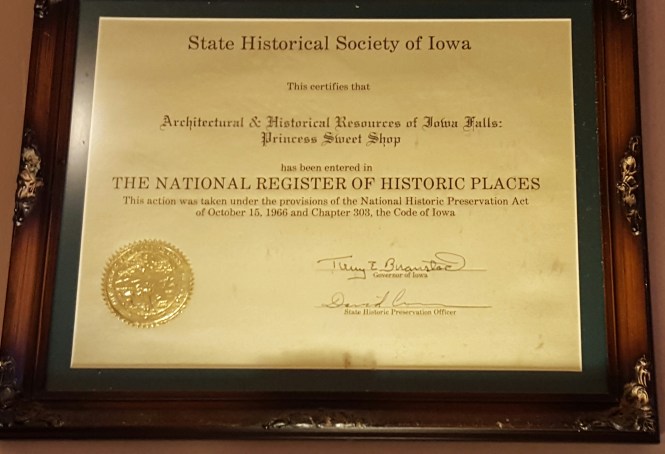 State Historical Society of Iowa
This certifies that
Architectural & Historical Resources of Iowa Falls:
Princess Sweet Shop
has been entered in
THE NATIONAL REGISTER OF HISTORIC PLACES
This action was taken under the provisions of the National Historic Preservation Act
of October 15, 1966 and Chapter 303, the Code of Iowa
Terry E. Branstad
Governor of Iowa
David
State Historic Preservation Officer